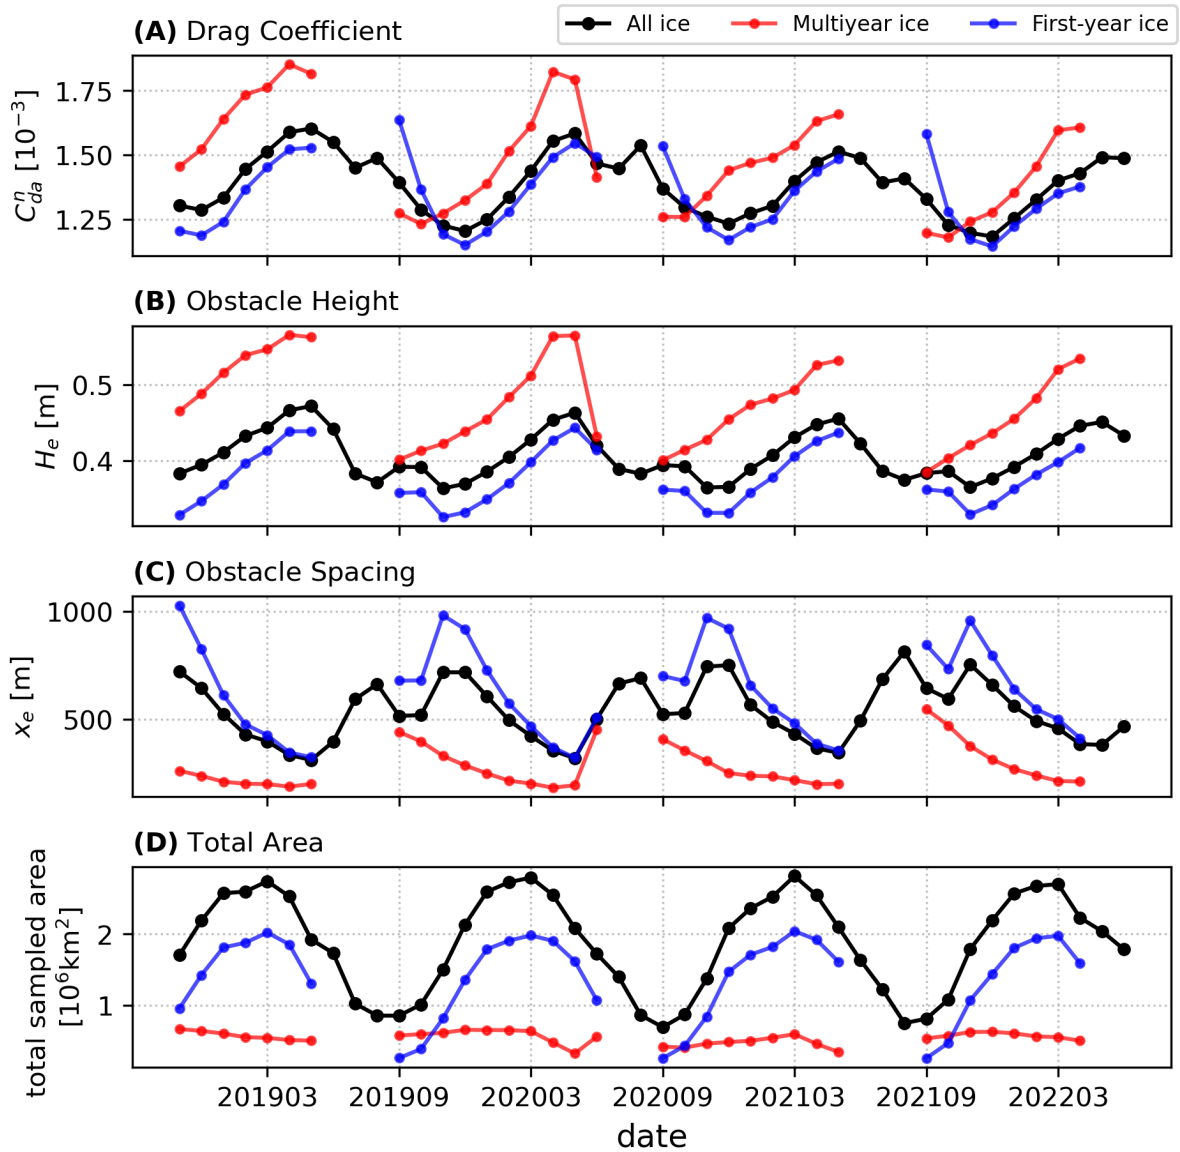 All ice
Multiyear ice
First-year ice
(A) Drag Coefficient
1.75
1.50
1.25
C^n_da [10^−3]
(B) Obstacle Height
0.5
0.4
H_e [m]
(C) Obstacle Spacing
1000
500
x_e [m]
(D) Total Area
2
1
total sampled area
[10^6km^2]
201903 201909 202003 202009 202103 202109 202203
date